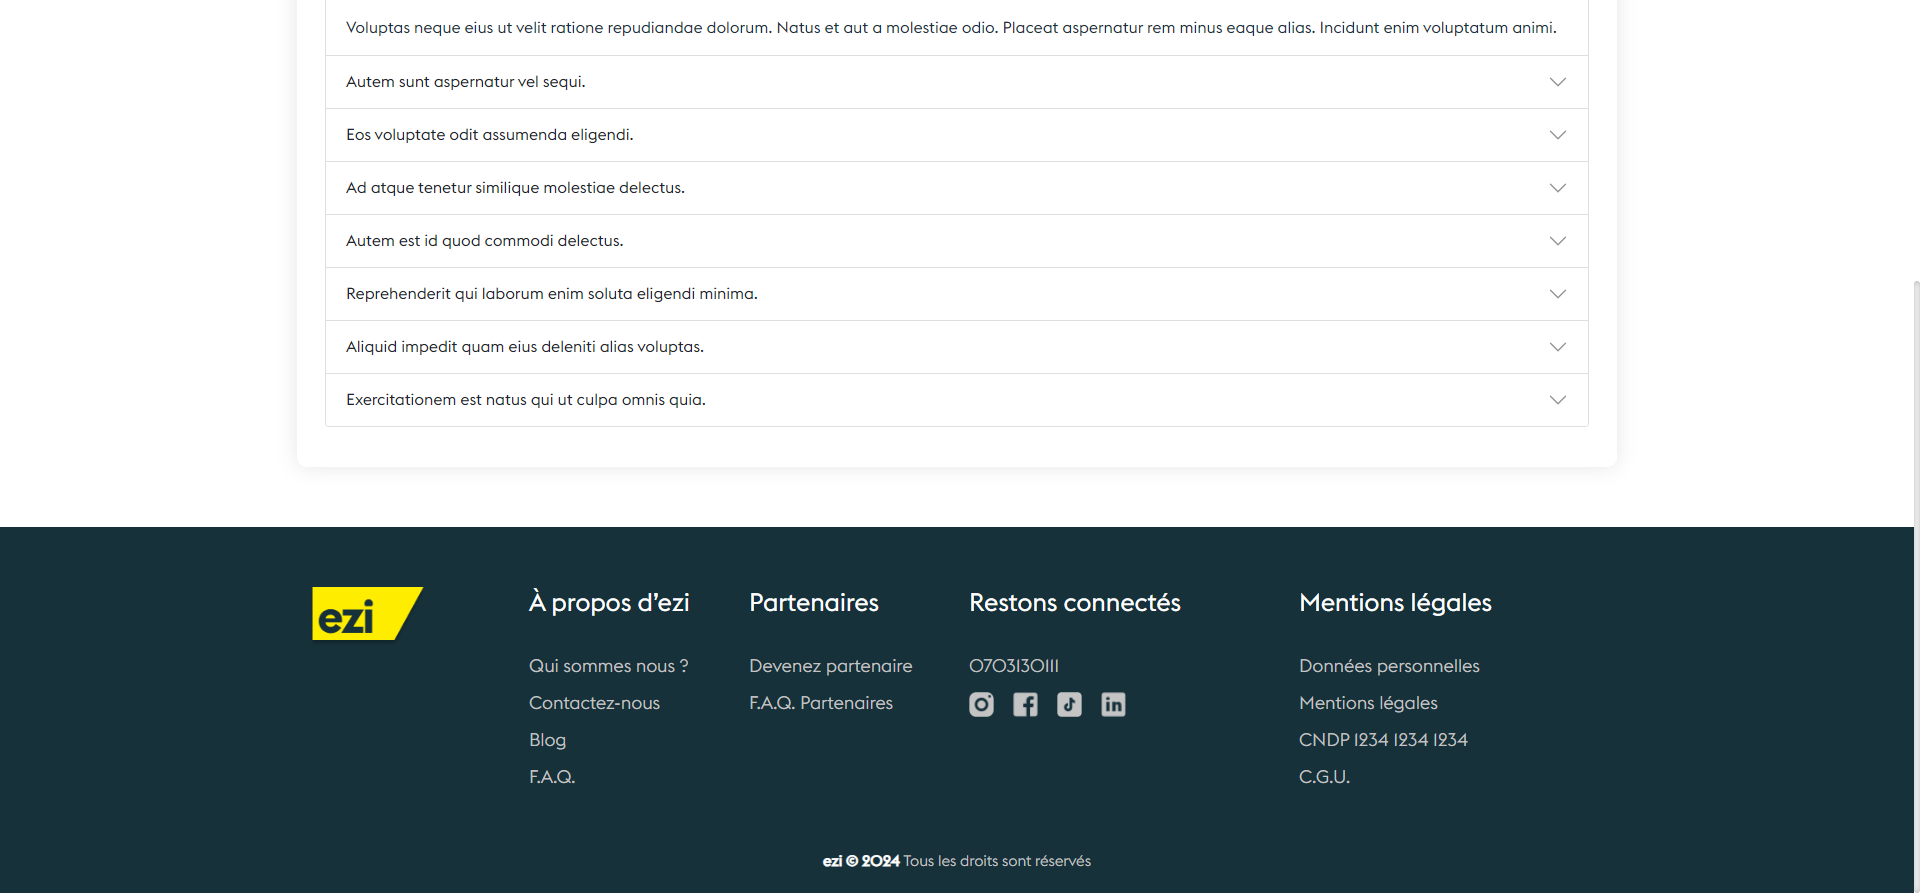 Voluptas neque eius ut velit ratione repudiandae dolorum. Natus et aut a molestiae odio. Placeat aspernatur rem minus eaque alias. Incidunt enim voluptatum animi.
Autem sunt aspernatur vel sequi.
Eos voluptate odit assumenda eligendi.
Ad atque tenetur similique molestiae delectus.
Autem est id quod commodi delectus.
Reprehenderit qui laborum enim soluta eligendi minima.
Aliquid impedit quam eius deleniti alias voluptas.
Exercitationem est natus qui ut culpa omnis quia.
ezi
À propos d’ezi
Qui sommes nous ?
Contactez-nous
Blog
F.A.Q.
Partenaires
Devenez partenaire
F.A.Q. Partenaires
Restons connectés
0703130111
Mentions légales
Données personnelles
Mentions légales
CNDP 1234 1234 1234
C.G.U.
ezi © 2024 Tous les droits sont réservés